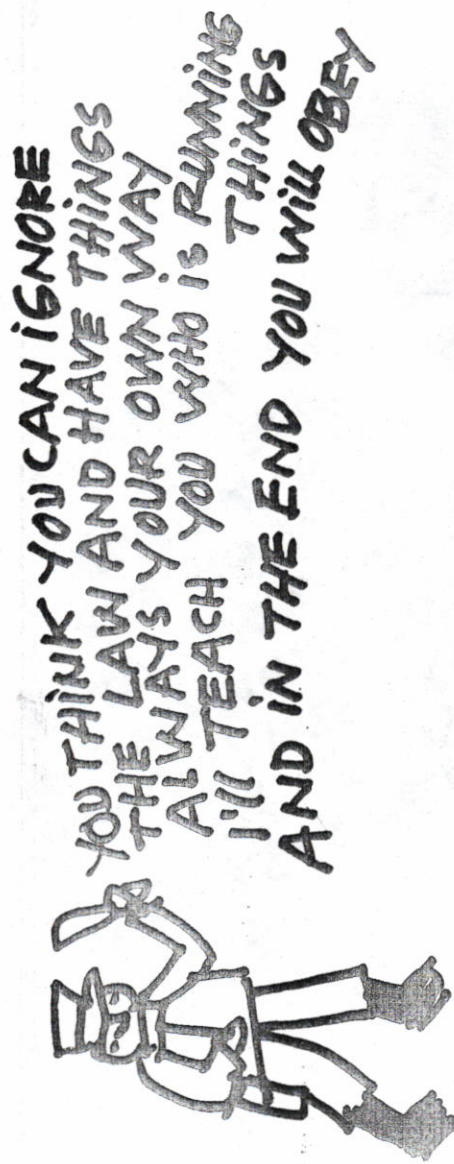 YOU THINK YOU CAN iGNORE
THE LAW AND HAVE THINGS
ALWAYS YOUR OWN WAY
I'll TEACH YOU WHO iS RUNNiNG
THiNGS
AND iN THE END YOU WiLL OBEY